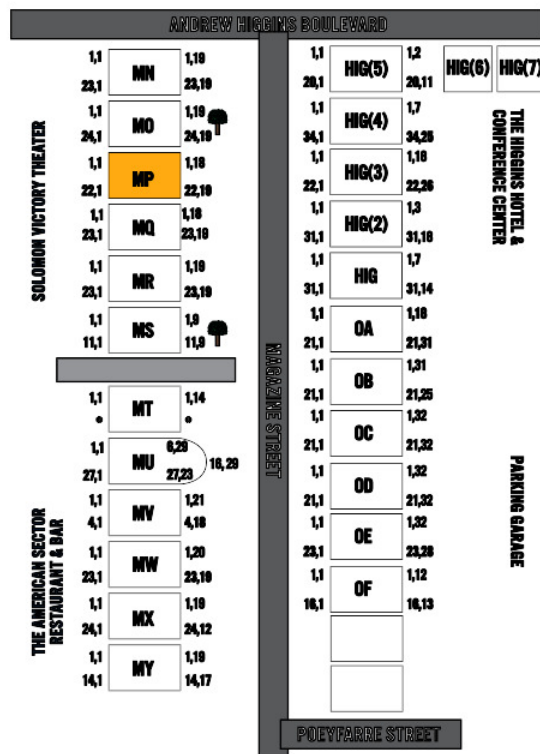 ANDREW HIGGINS BOULEVARD
SOLOMON VICTORY THEATER
1,1 1,19
MN
23,1 23,19
1,1 1,19
MO
24,1 24,19
1,1 1,18
MP
22,1 22,19
1,1 1,18
MQ
23,1 23,19
1,1 1,19
MR
23,1 23,19
1,1 1,9
MS
11,1 11,9
THE AMERICAN SECTOR
RESTAURANT & BAR
1,1 1,14
MT
* *
1,1 6,29
MU 16,29
27,1 27,23
1,1 1,21
MV
4,1 4,18
1,1 1,20
MW
23,1 23,19
1,1 1,19
MX
24,1 24,12
1,1 1,19
MY
14,1 14,17
MAGAZINE STREET
1,1 1,2
HIG(5) HIG(6) HIG(7)
20,1 20,11
1,1 1,7
HIG(4)
34,1 34,25
1,1 1,16
HIG(3)
22,1 22,26
1,1 1,3
HIG(2)
31,1 31,16
1,1 1,7
HIG
31,1 31,14
1,1 1,18
OA
21,1 21,31
1,1 1,31
OB
21,1 21,25
1,1 1,32
OC
21,1 21,32
1,1 1,32
OD
21,1 21,32
1,1 1,32
OE
23,1 23,28
1,1 1,12
OF
16,1 16,13
THE HIGGINS HOTEL &
CONFERENCE CENTER
PARKING GARAGE
POEYFARRE STREET